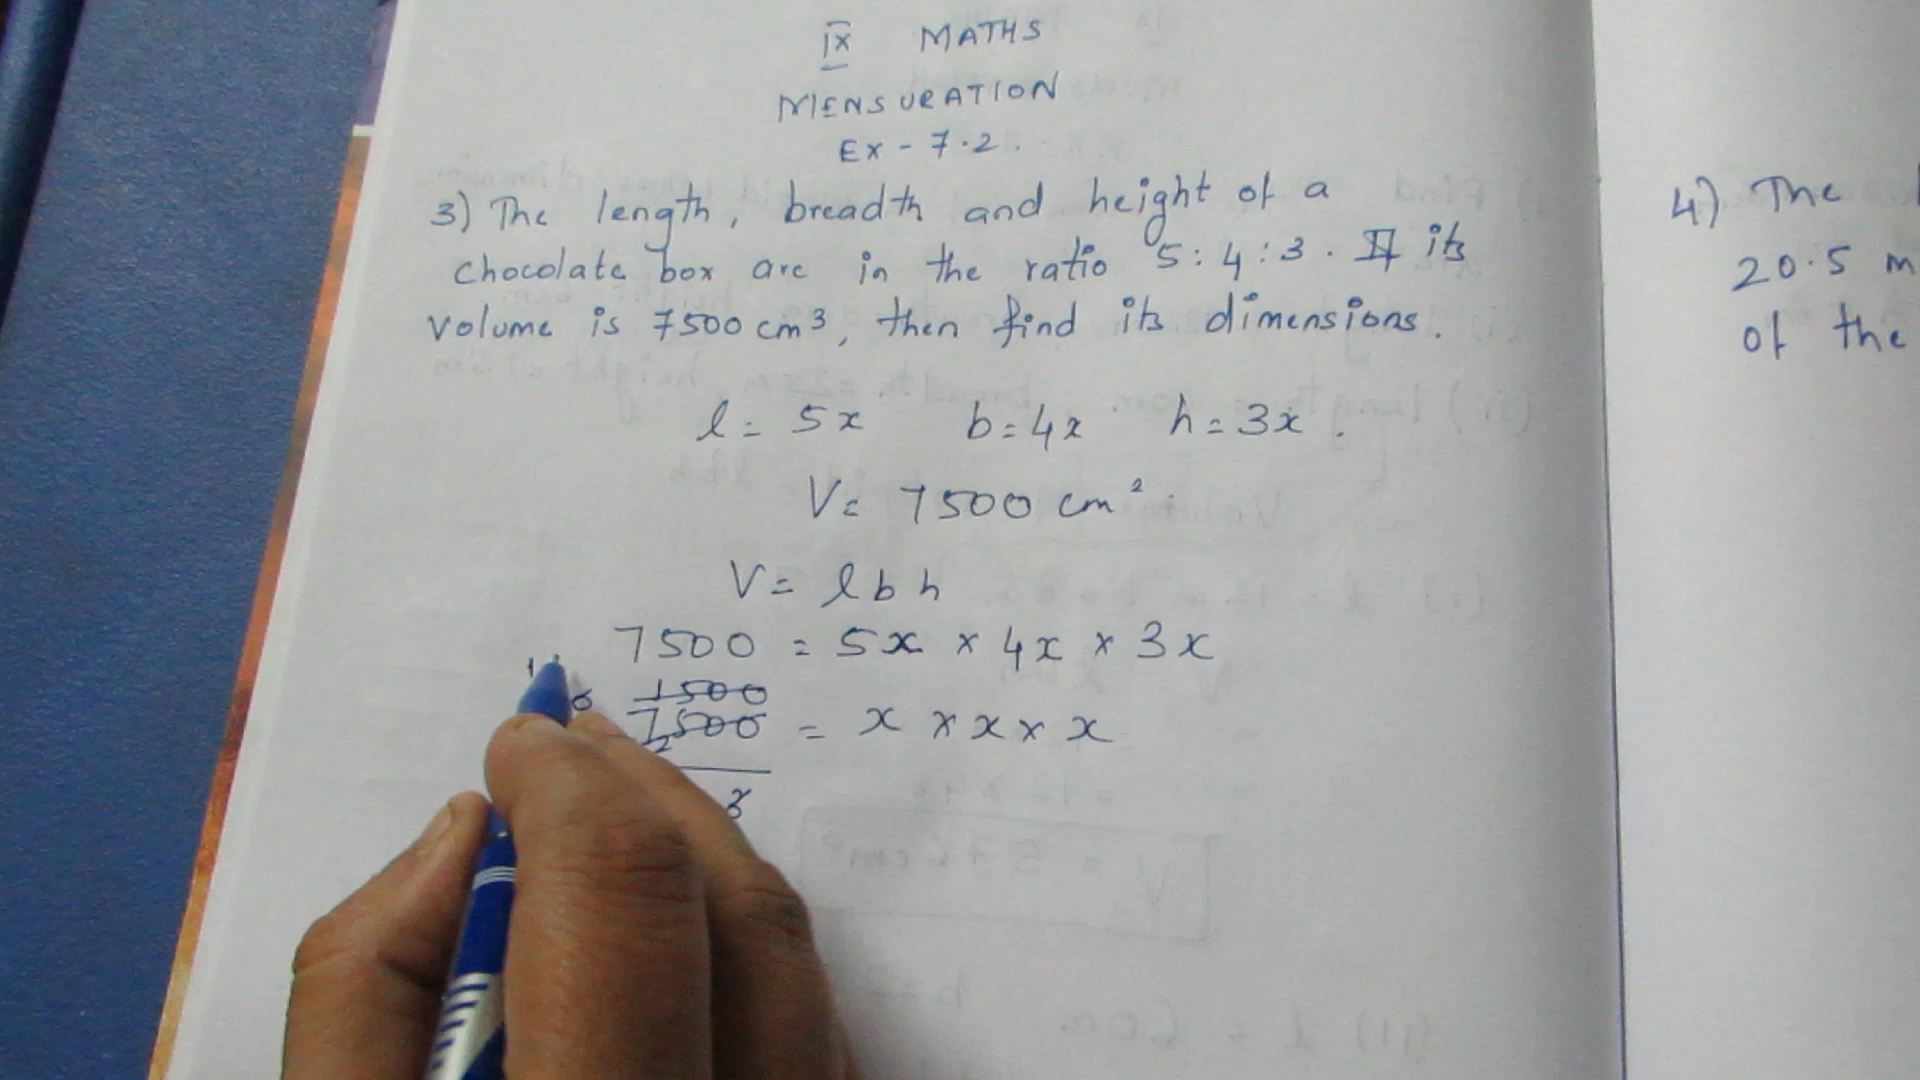 IX MATHS
MENSURATION
Ex - 7.2.
3) The length, breadth and height of a
chocolate box are in the ratio 5:4:3. If its
volume is 7500 cm³, then find its dimensions.
l = 5x b = 4x h = 3x.
V = 7500 cm².
V = l b h
7500 = 5x × 4x × 3x
1500
7500 = x × x × x
3
4) The
20.5 m
of the